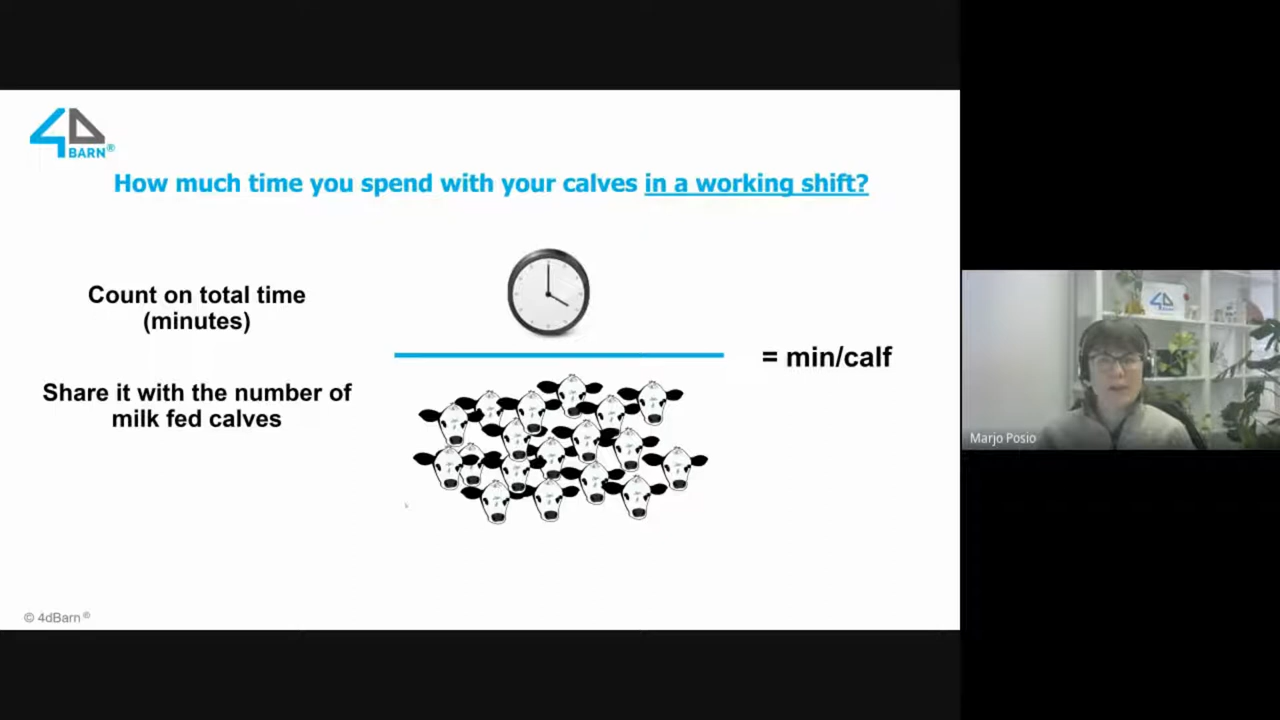 4D
BARN®
How much time you spend with your calves in a working shift?
Count on total time
(minutes)
= min/calf
Share it with the number of
milk fed calves
© 4dBarn®
Marjo Posio